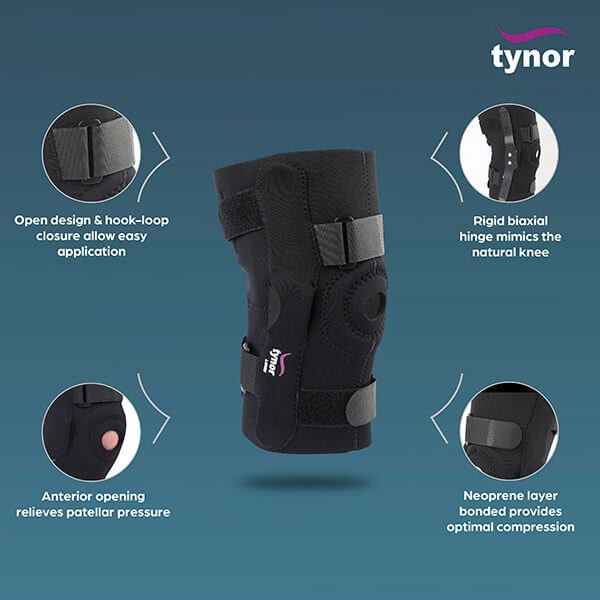 tynor
Open design & hook-loop
closure allow easy
application
Rigid biaxial
hinge mimics the
natural knee
tynor
Anterior opening
relieves patellar pressure
Neoprene layer
bonded provides
optimal compression